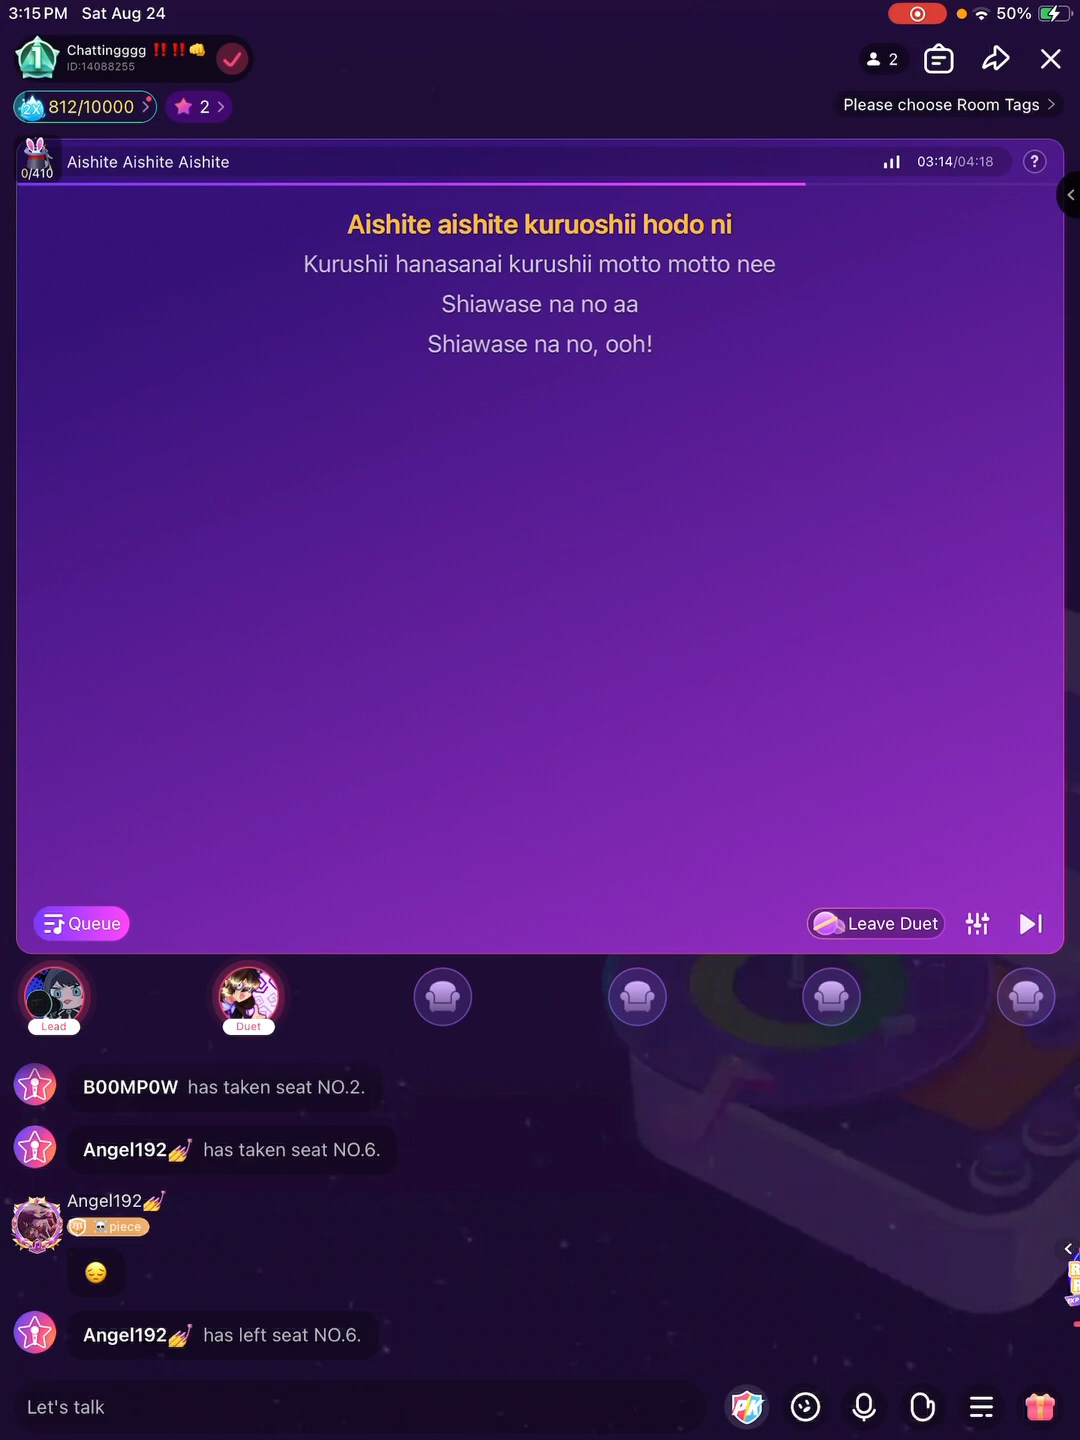 3:15 PM Sat Aug 24 50%
Chattingggg ‼️‼️👊
ID:14088255
2
2X 812/10000
2
Please choose Room Tags
0/410
Aishite Aishite Aishite
03:14/04:18
?
Aishite aishite kuruoshii hodo ni
Kurushii hanasanai kurushii motto motto nee
Shiawase na no aa
Shiawase na no, ooh!
Queue
Leave Duet
Lead
Duet
B00MP0W has taken seat NO.2.
Angel192💅 has taken seat NO.6.
Angel192💅
☠️piece
😔
Angel192💅 has left seat NO.6.
Let's talk
PK